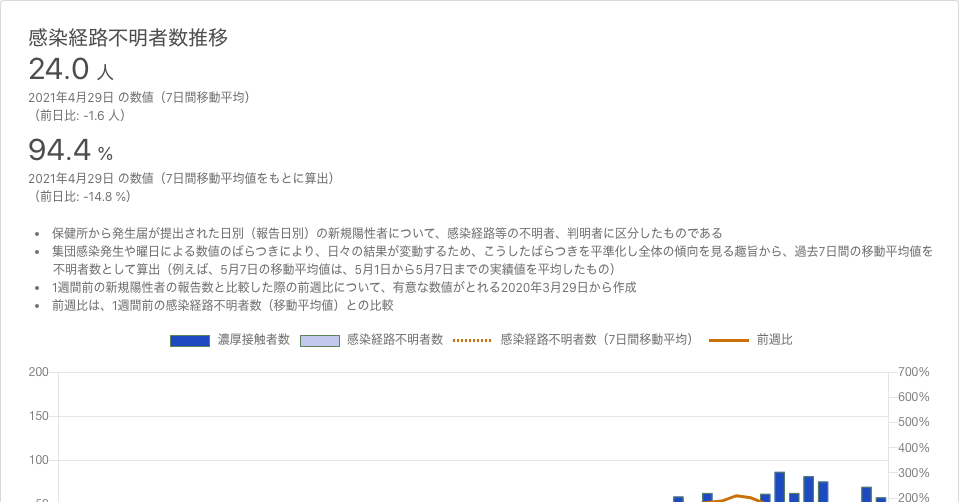 感染経路不明者数推移
24.0 人
2021年4月29日 の数値（7日間移動平均）
（前日比: -1.6 人）
94.4 %
2021年4月29日 の数値（7日間移動平均値をもとに算出）
（前日比: -14.8 %）
• 保健所から発生届が提出された日別（報告日別）の新規陽性者について、感染経路等の不明者、判明者に区分したものである
• 集団感染発生や曜日による数値のばらつきにより、日々の結果が変動するため、こうしたばらつきを平準化し全体の傾向を見る趣旨から、過去7日間の移動平均値を
不明者数として算出（例えば、5月7日の移動平均値は、5月1日から5月7日までの実績値を平均したもの）
• 1週間前の新規陽性者の報告数と比較した際の前週比について、有意な数値がとれる2020年3月29日から作成
• 前週比は、1週間前の感染経路不明者数（移動平均値）との比較
濃厚接触者数 感染経路不明者数 感染経路不明者数（7日間移動平均） 前週比
200 700%
600%
150 500%
400%
100 300%
50 200%